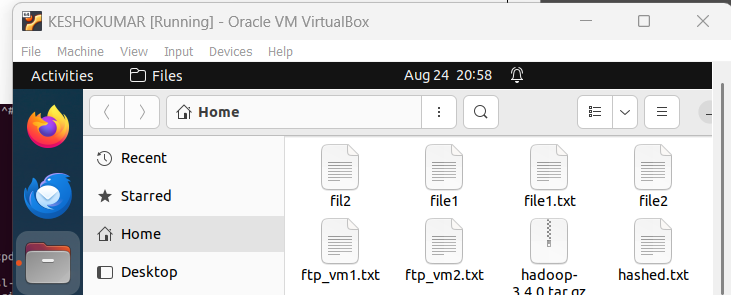 KESHOKUMAR [Running] - Oracle VM VirtualBox
File Machine View Input Devices Help
Activities Files Aug 24 20:58
Home
Recent
Starred
Home
Desktop
fil2 file1 file1.txt file2
ftp_vm1.txt ftp_vm2.txt hadoop- hashed.txt
3.4.0.tar.gz